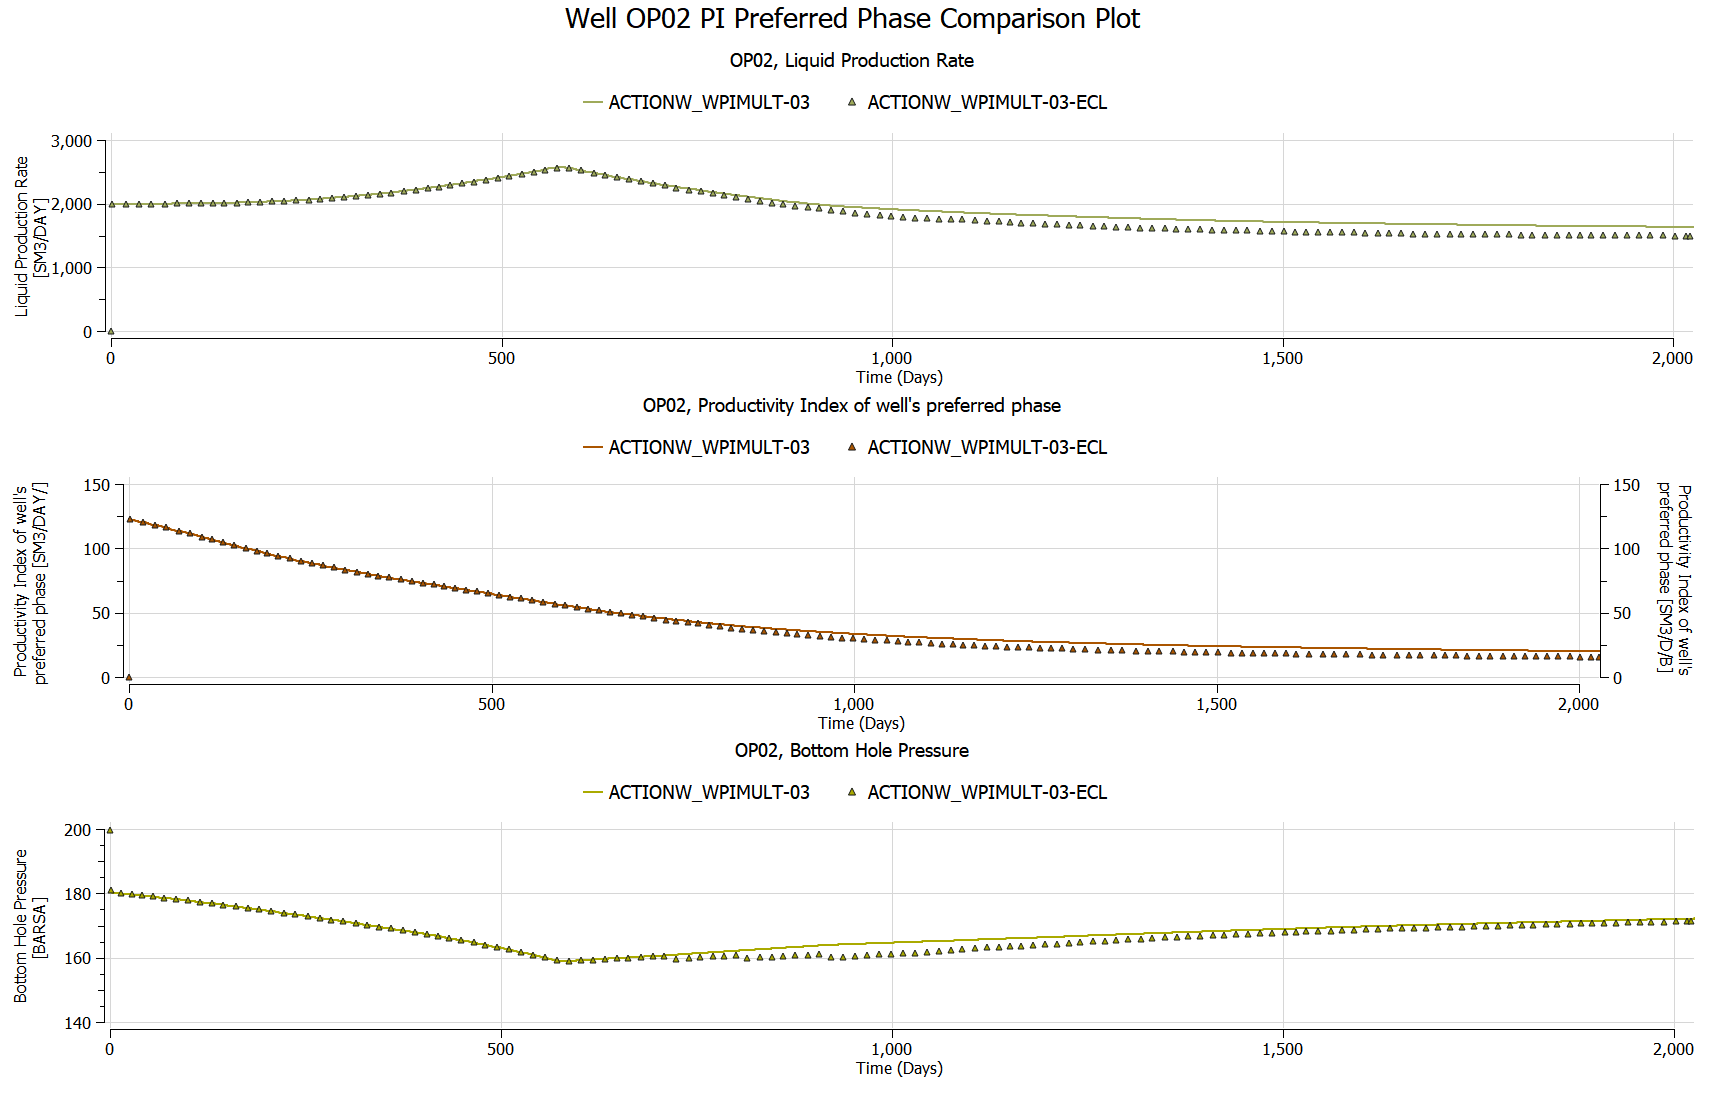 Well OP02 PI Preferred Phase Comparison Plot
OP02, Liquid Production Rate
ACTIONW_WPIMULT-03
ACTIONW_WPIMULT-03-ECL
Liquid Production Rate
[SM3/DAY]
3,000
2,000
1,000
0
0
500
1,000
1,500
2,000
Time (Days)
OP02, Productivity Index of well's preferred phase
ACTIONW_WPIMULT-03
ACTIONW_WPIMULT-03-ECL
Productivity Index of well's
preferred phase [SM3/DAY/]
150
100
50
0
150
100
50
0
Productivity Index of well's
preferred phase [SM3/D/B]
0
500
1,000
1,500
2,000
Time (Days)
OP02, Bottom Hole Pressure
ACTIONW_WPIMULT-03
ACTIONW_WPIMULT-03-ECL
Bottom Hole Pressure
[BARSA]
200
180
160
140
0
500
1,000
1,500
2,000
Time (Days)